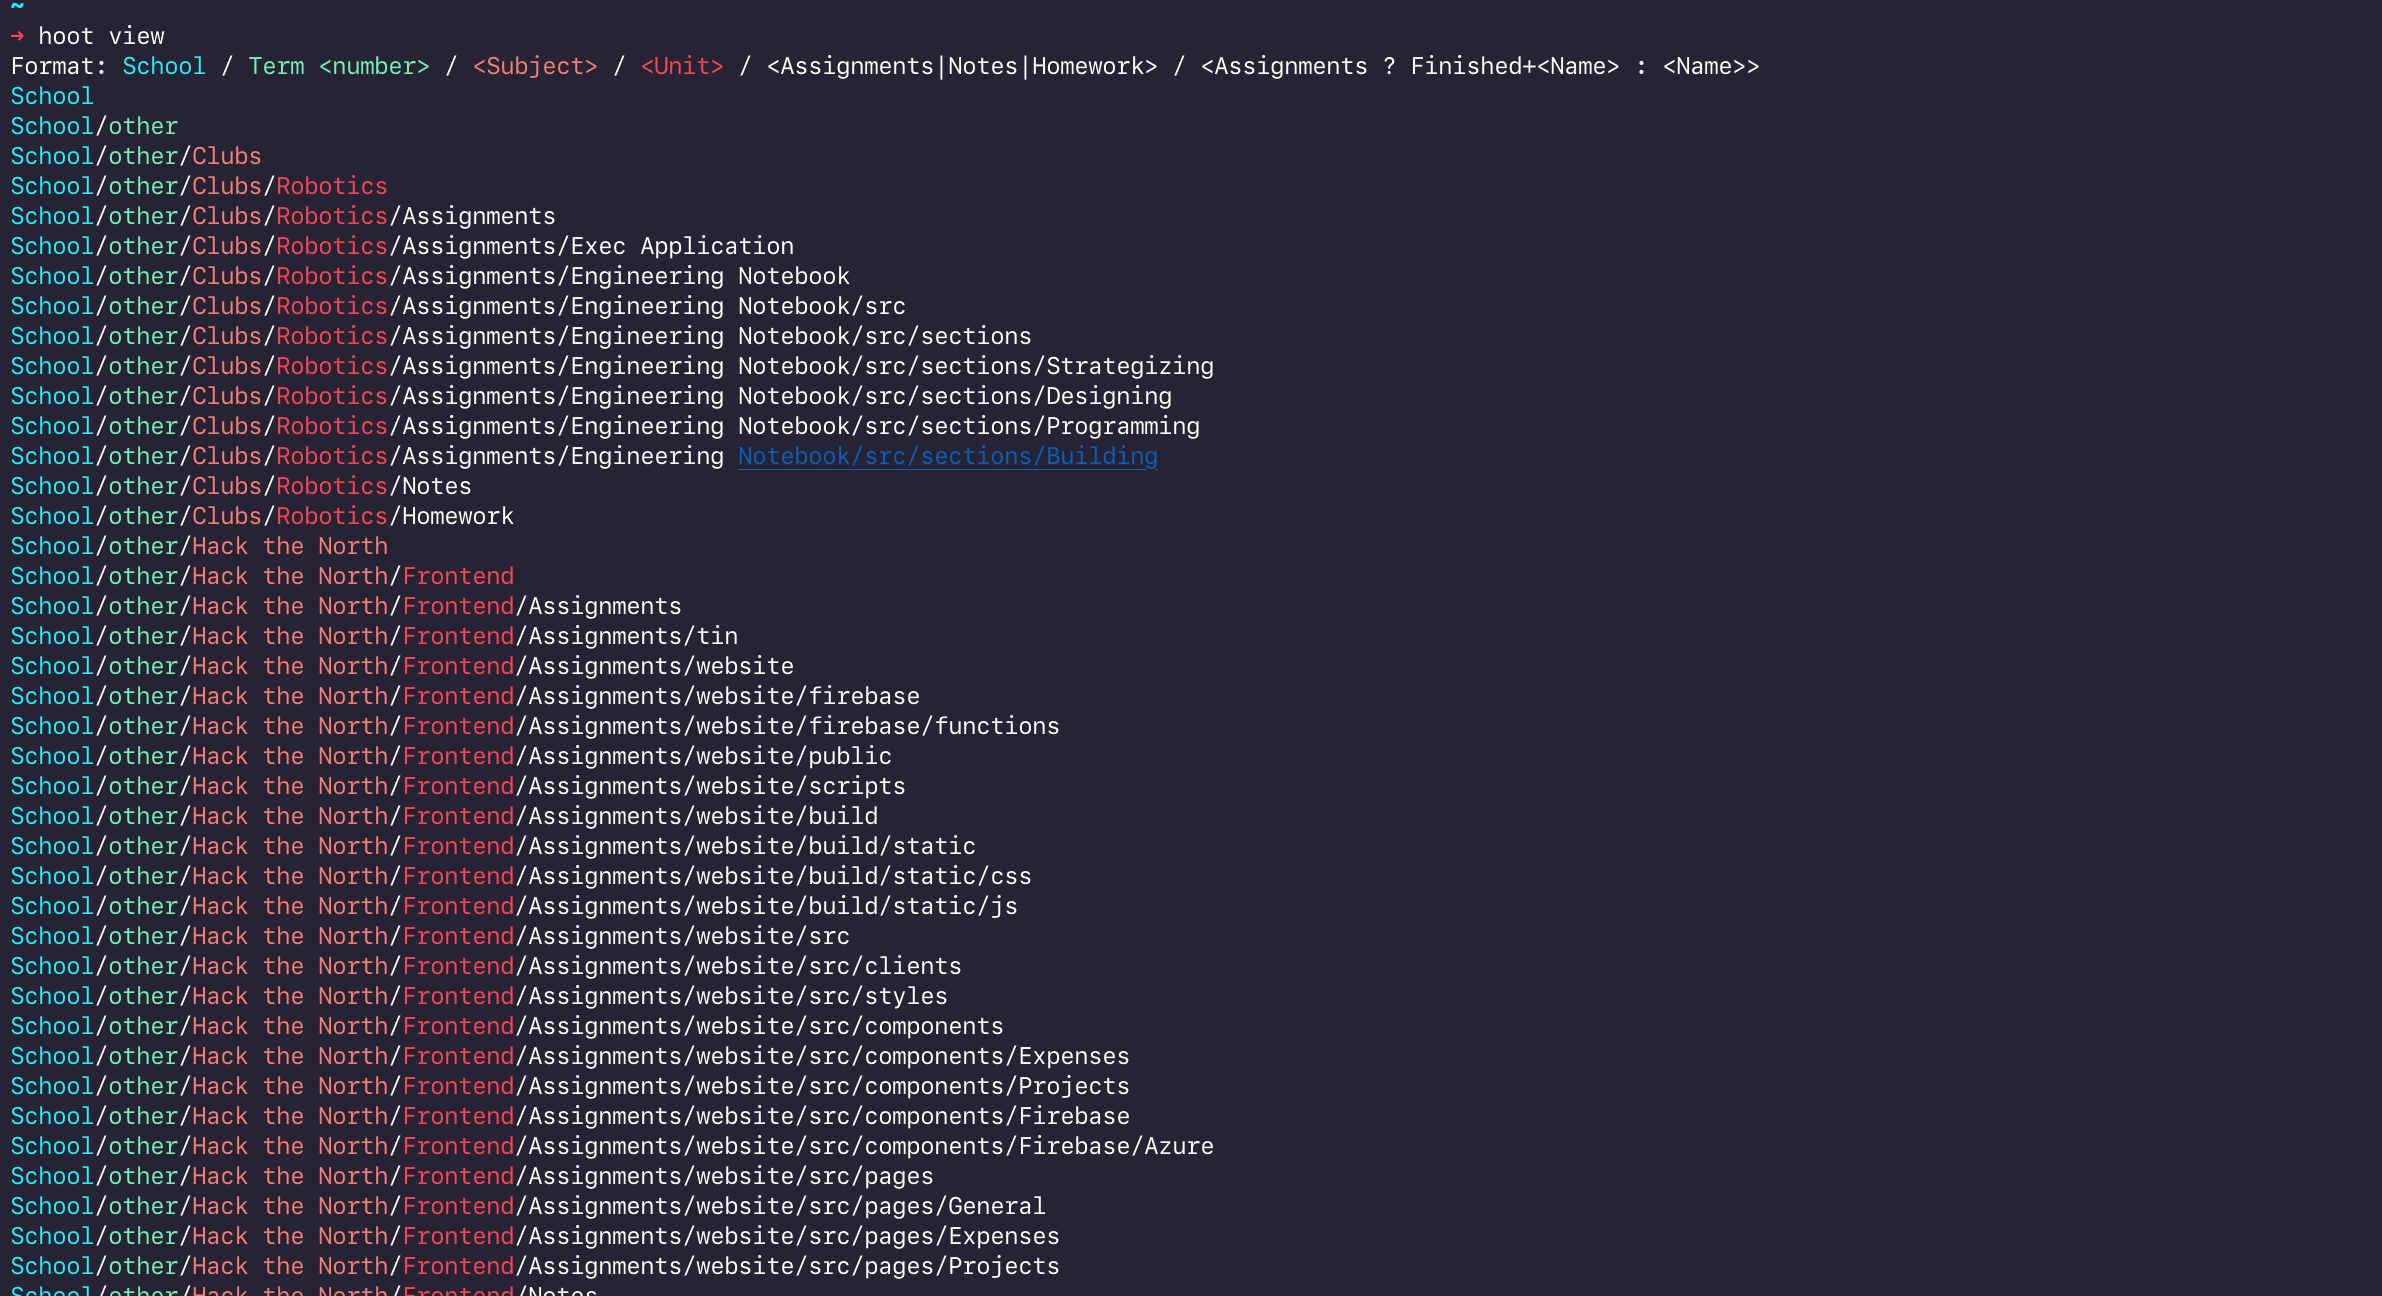 ~
→ hoot view
Format: School / Term <number> / <Subject> / <Unit> / <Assignments|Notes|Homework> / <Assignments ? Finished+<Name> : <Name>>
School
School/other
School/other/Clubs
School/other/Clubs/Robotics
School/other/Clubs/Robotics/Assignments
School/other/Clubs/Robotics/Assignments/Exec Application
School/other/Clubs/Robotics/Assignments/Engineering Notebook
School/other/Clubs/Robotics/Assignments/Engineering Notebook/src
School/other/Clubs/Robotics/Assignments/Engineering Notebook/src/sections
School/other/Clubs/Robotics/Assignments/Engineering Notebook/src/sections/Strategizing
School/other/Clubs/Robotics/Assignments/Engineering Notebook/src/sections/Designing
School/other/Clubs/Robotics/Assignments/Engineering Notebook/src/sections/Programming
School/other/Clubs/Robotics/Assignments/Engineering Notebook/src/sections/Building
School/other/Clubs/Robotics/Notes
School/other/Clubs/Robotics/Homework
School/other/Hack the North
School/other/Hack the North/Frontend
School/other/Hack the North/Frontend/Assignments
School/other/Hack the North/Frontend/Assignments/tin
School/other/Hack the North/Frontend/Assignments/website
School/other/Hack the North/Frontend/Assignments/website/firebase
School/other/Hack the North/Frontend/Assignments/website/firebase/functions
School/other/Hack the North/Frontend/Assignments/website/public
School/other/Hack the North/Frontend/Assignments/website/scripts
School/other/Hack the North/Frontend/Assignments/website/build
School/other/Hack the North/Frontend/Assignments/website/build/static
School/other/Hack the North/Frontend/Assignments/website/build/static/css
School/other/Hack the North/Frontend/Assignments/website/build/static/js
School/other/Hack the North/Frontend/Assignments/website/src
School/other/Hack the North/Frontend/Assignments/website/src/clients
School/other/Hack the North/Frontend/Assignments/website/src/styles
School/other/Hack the North/Frontend/Assignments/website/src/components
School/other/Hack the North/Frontend/Assignments/website/src/components/Expenses
School/other/Hack the North/Frontend/Assignments/website/src/components/Projects
School/other/Hack the North/Frontend/Assignments/website/src/components/Firebase
School/other/Hack the North/Frontend/Assignments/website/src/components/Firebase/Azure
School/other/Hack the North/Frontend/Assignments/website/src/pages
School/other/Hack the North/Frontend/Assignments/website/src/pages/General
School/other/Hack the North/Frontend/Assignments/website/src/pages/Expenses
School/other/Hack the North/Frontend/Assignments/website/src/pages/Projects
School/other/Hack the North/Frontend/Notes